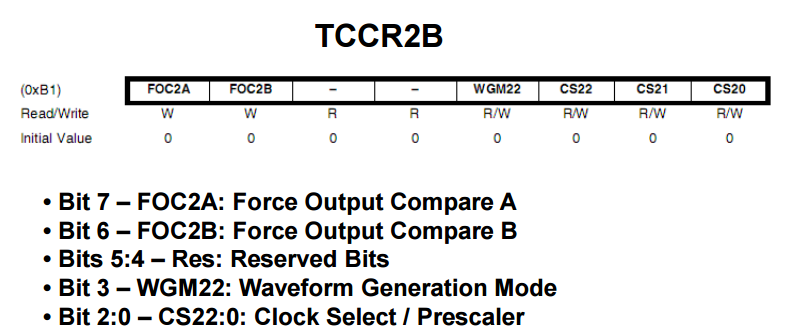 TCCR2B
(0xB1) FOC2A FOC2B – – WGM22 CS22 CS21 CS20
Read/Write W W R R R/W R/W R/W R/W
Initial Value 0 0 0 0 0 0 0 0
• Bit 7 – FOC2A: Force Output Compare A
• Bit 6 – FOC2B: Force Output Compare B
• Bits 5:4 – Res: Reserved Bits
• Bit 3 – WGM22: Waveform Generation Mode
• Bit 2:0 – CS22:0: Clock Select / Prescaler